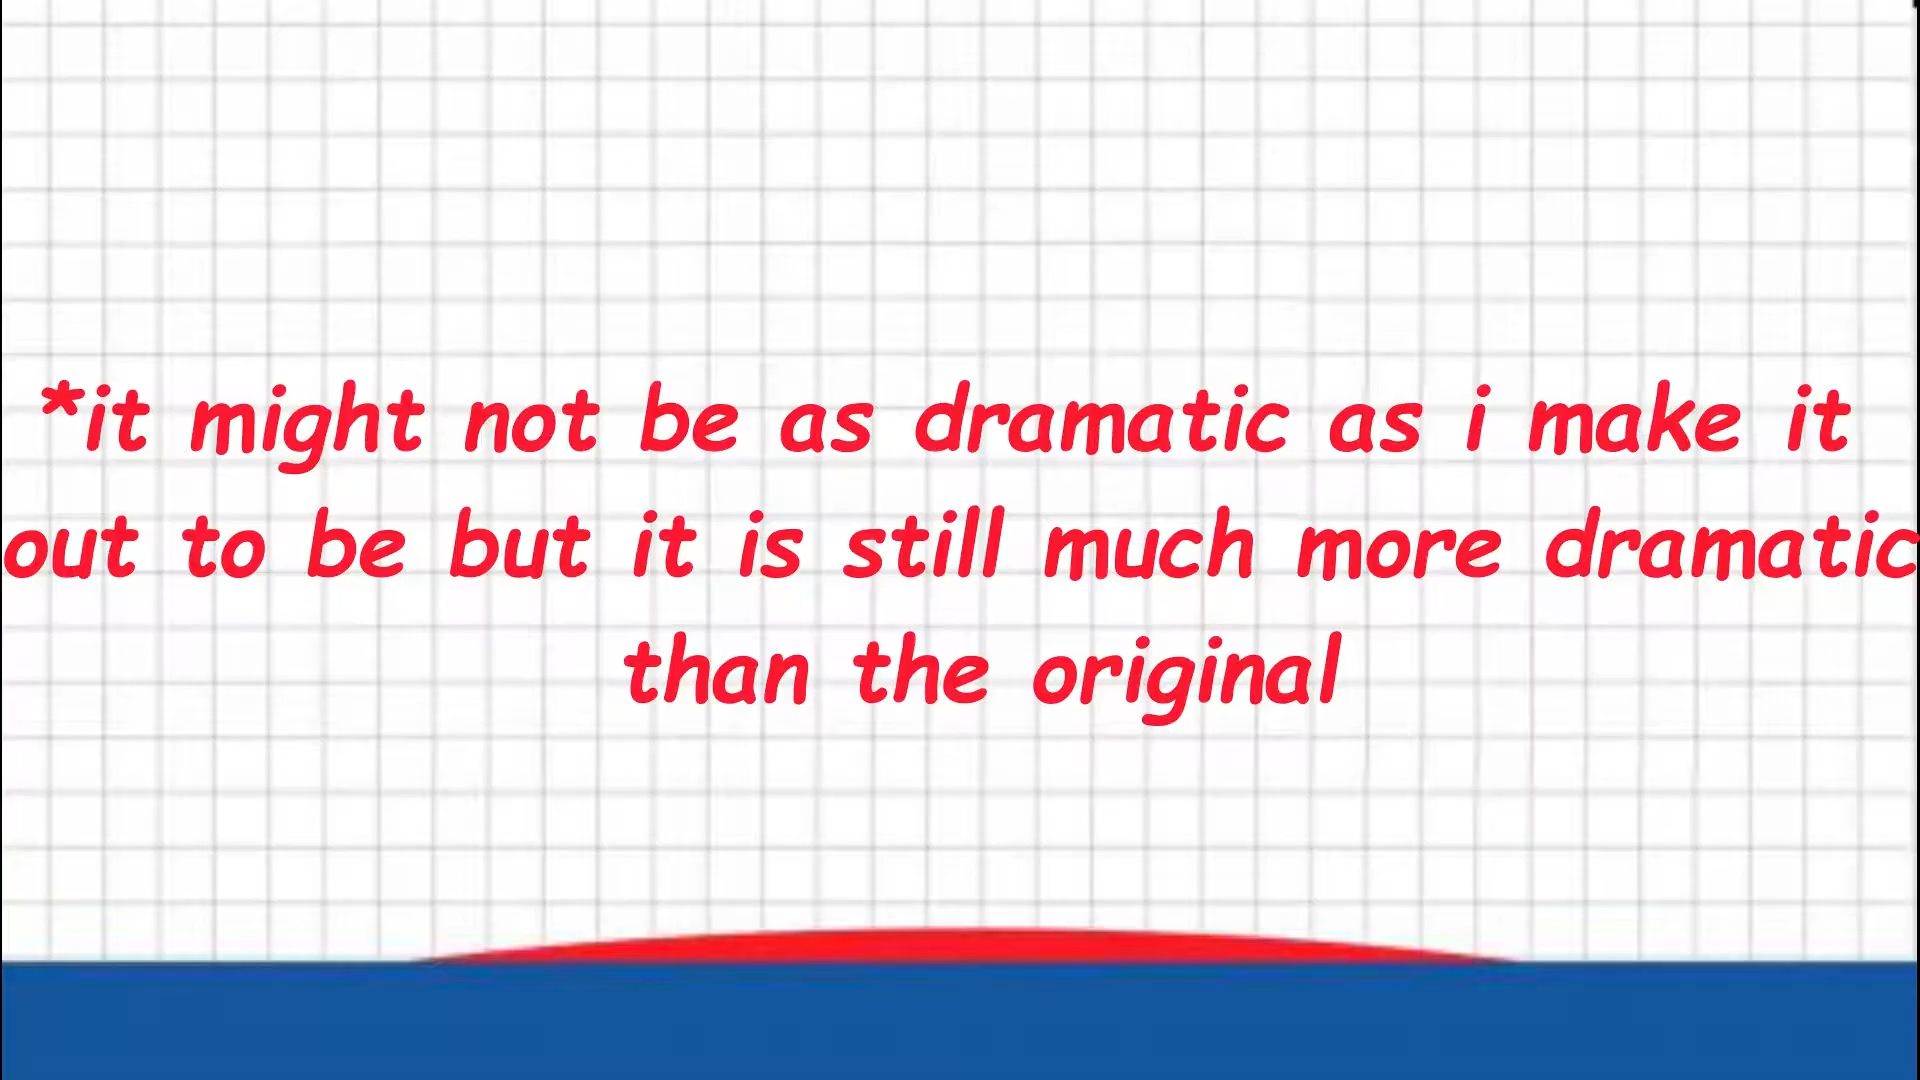 *it might not be as dramatic as i make it
out to be but it is still much more dramatic
than the original